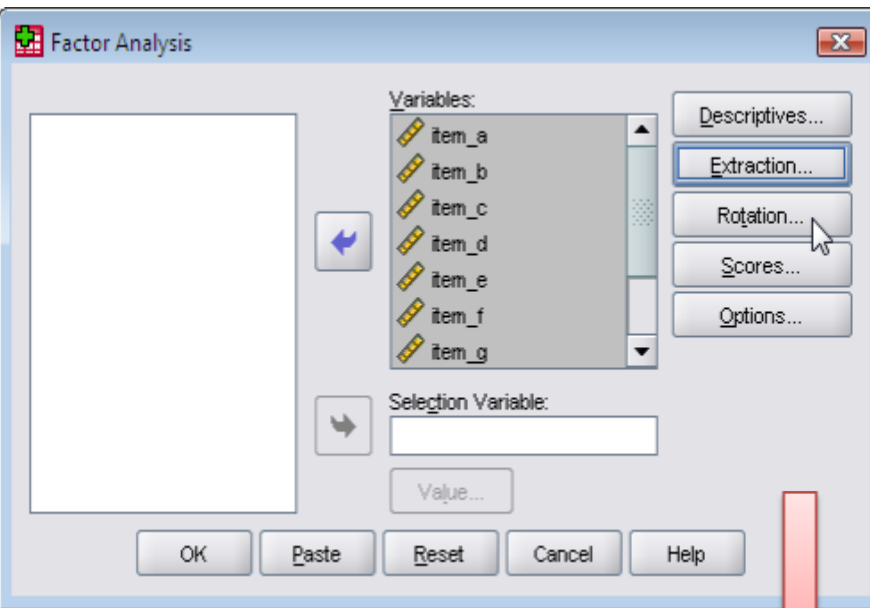 Factor Analysis
Variables:
item_a
item_b
item_c
item_d
item_e
item_f
item_g
Descriptives...
Extraction...
Rotation...
Scores...
Options...
Selection Variable:
Value...
OK
Paste
Reset
Cancel
Help